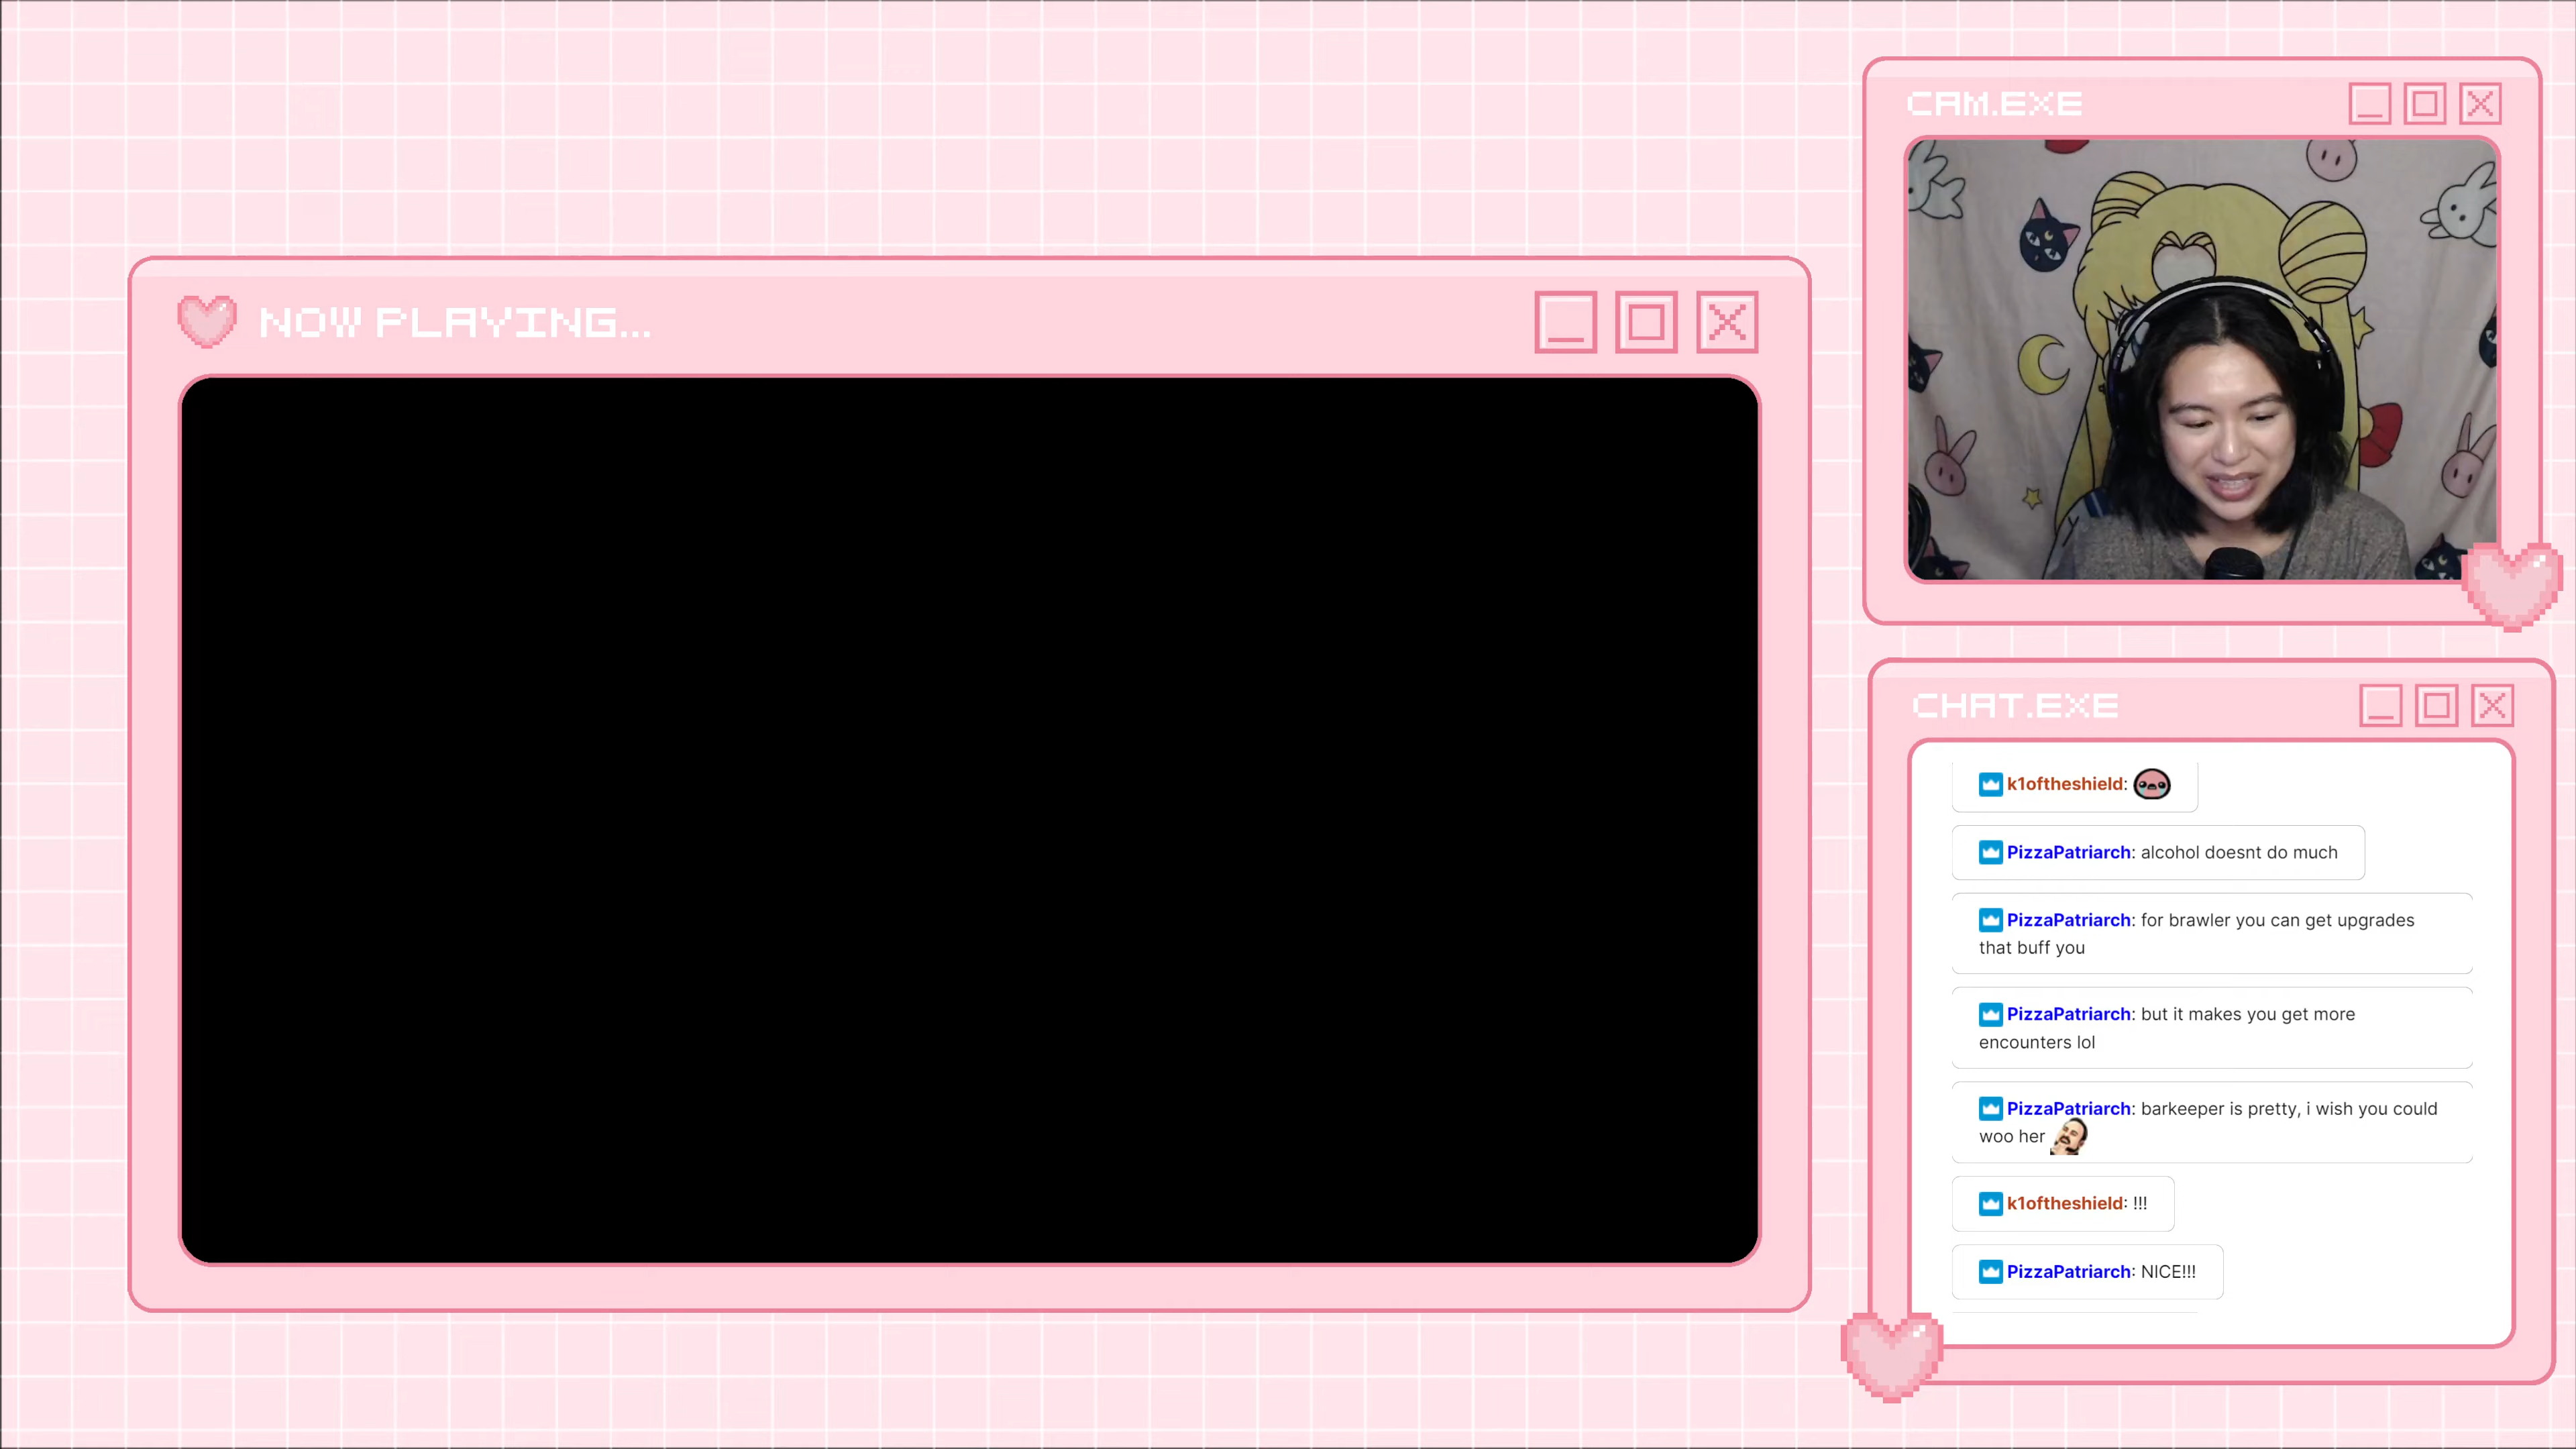 NOW PLAYING...
CAM.EXE
CHAT.EXE
k1oftheshield:
PizzaPatriarch: alcohol doesnt do much
PizzaPatriarch: for brawler you can get upgrades
that buff you
PizzaPatriarch: but it makes you get more
encounters lol
PizzaPatriarch: barkeeper is pretty, i wish you could
woo her
k1oftheshield: !!!
PizzaPatriarch: NICE!!!